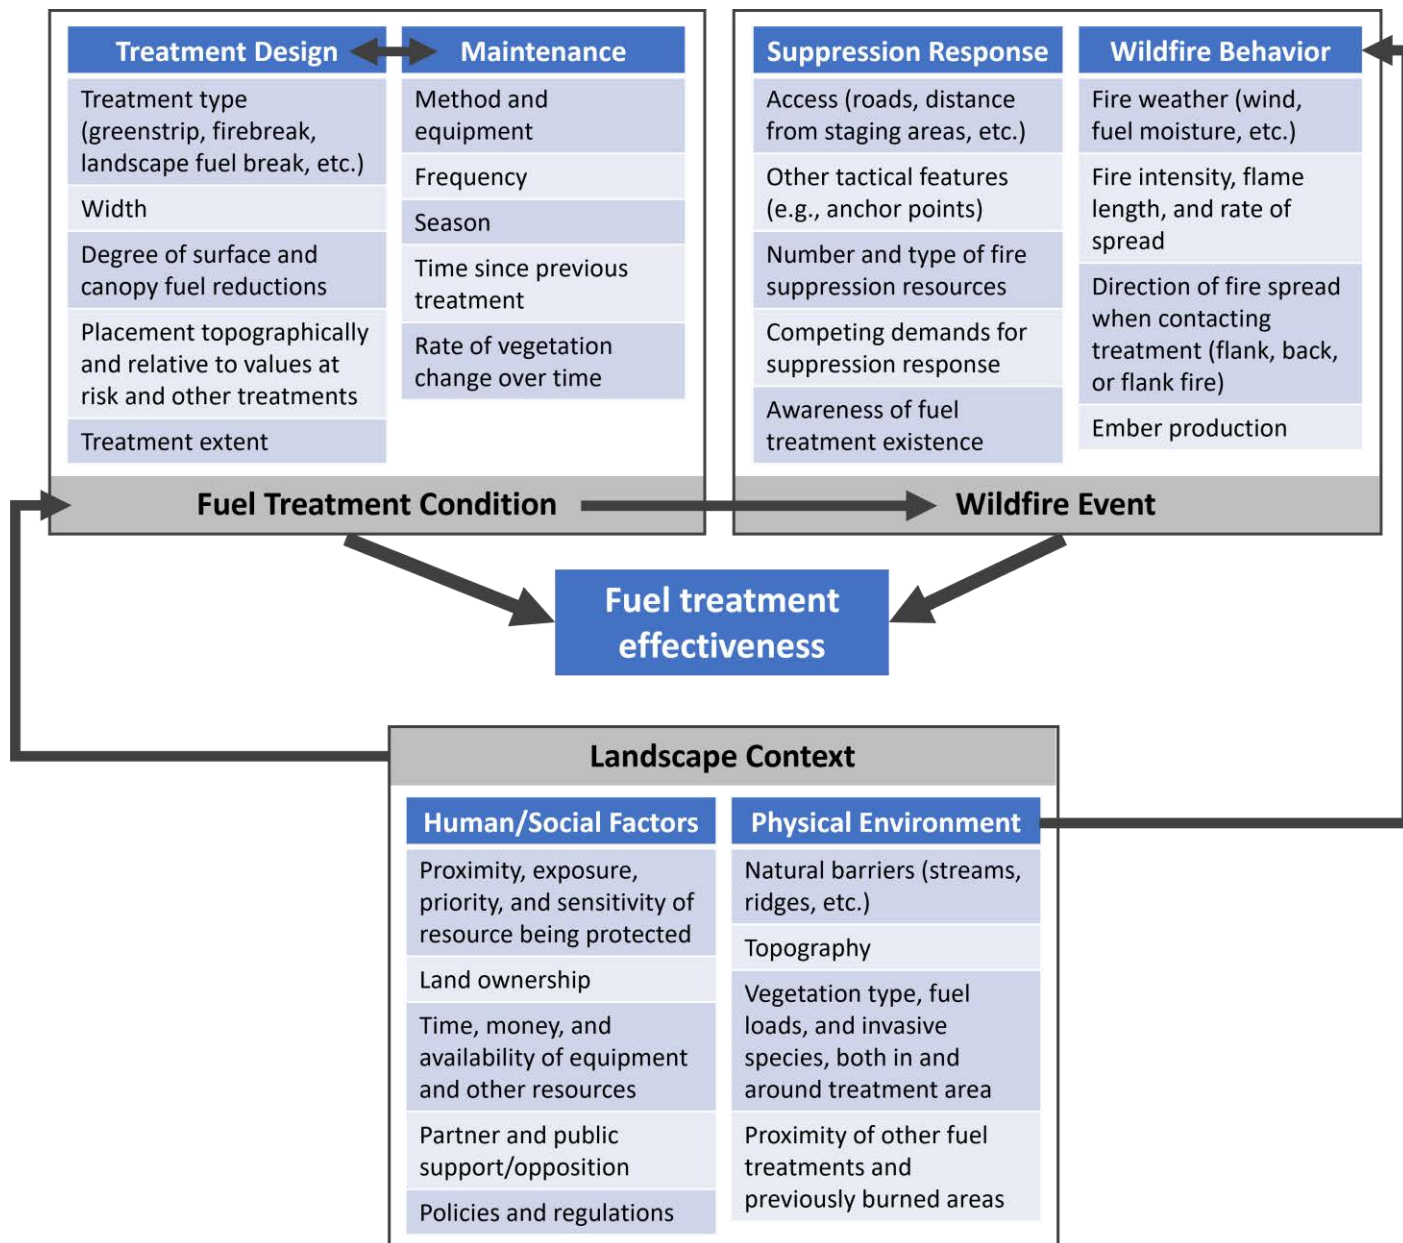 Treatment Design
Treatment type
(greenstrip, firebreak,
landscape fuel break, etc.)
Width
Degree of surface and
canopy fuel reductions
Placement topographically
and relative to values at
risk and other treatments
Treatment extent
Maintenance
Method and
equipment
Frequency
Season
Time since previous
treatment
Rate of vegetation
change over time
Fuel Treatment Condition
Suppression Response
Access (roads, distance
from staging areas, etc.)
Other tactical features
(e.g., anchor points)
Number and type of fire
suppression resources
Competing demands for
suppression response
Awareness of fuel
treatment existence
Wildfire Behavior
Fire weather (wind,
fuel moisture, etc.)
Fire intensity, flame
length, and rate of
spread
Direction of fire spread
when contacting
treatment (flank, back,
or flank fire)
Ember production
Wildfire Event
Fuel treatment
effectiveness
Landscape Context
Human/Social Factors
Proximity, exposure,
priority, and sensitivity of
resource being protected
Land ownership
Time, money, and
availability of equipment
and other resources
Partner and public
support/opposition
Policies and regulations
Physical Environment
Natural barriers (streams,
ridges, etc.)
Topography
Vegetation type, fuel
loads, and invasive
species, both in and
around treatment area
Proximity of other fuel
treatments and
previously burned areas